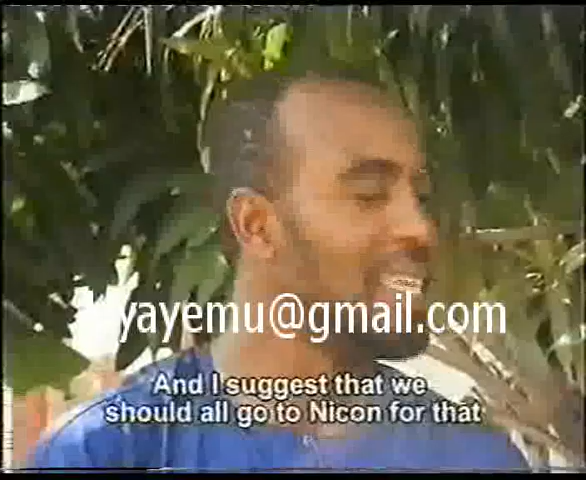 yayemu@gmail.com
And I suggest that we
should all go to Nicon for that